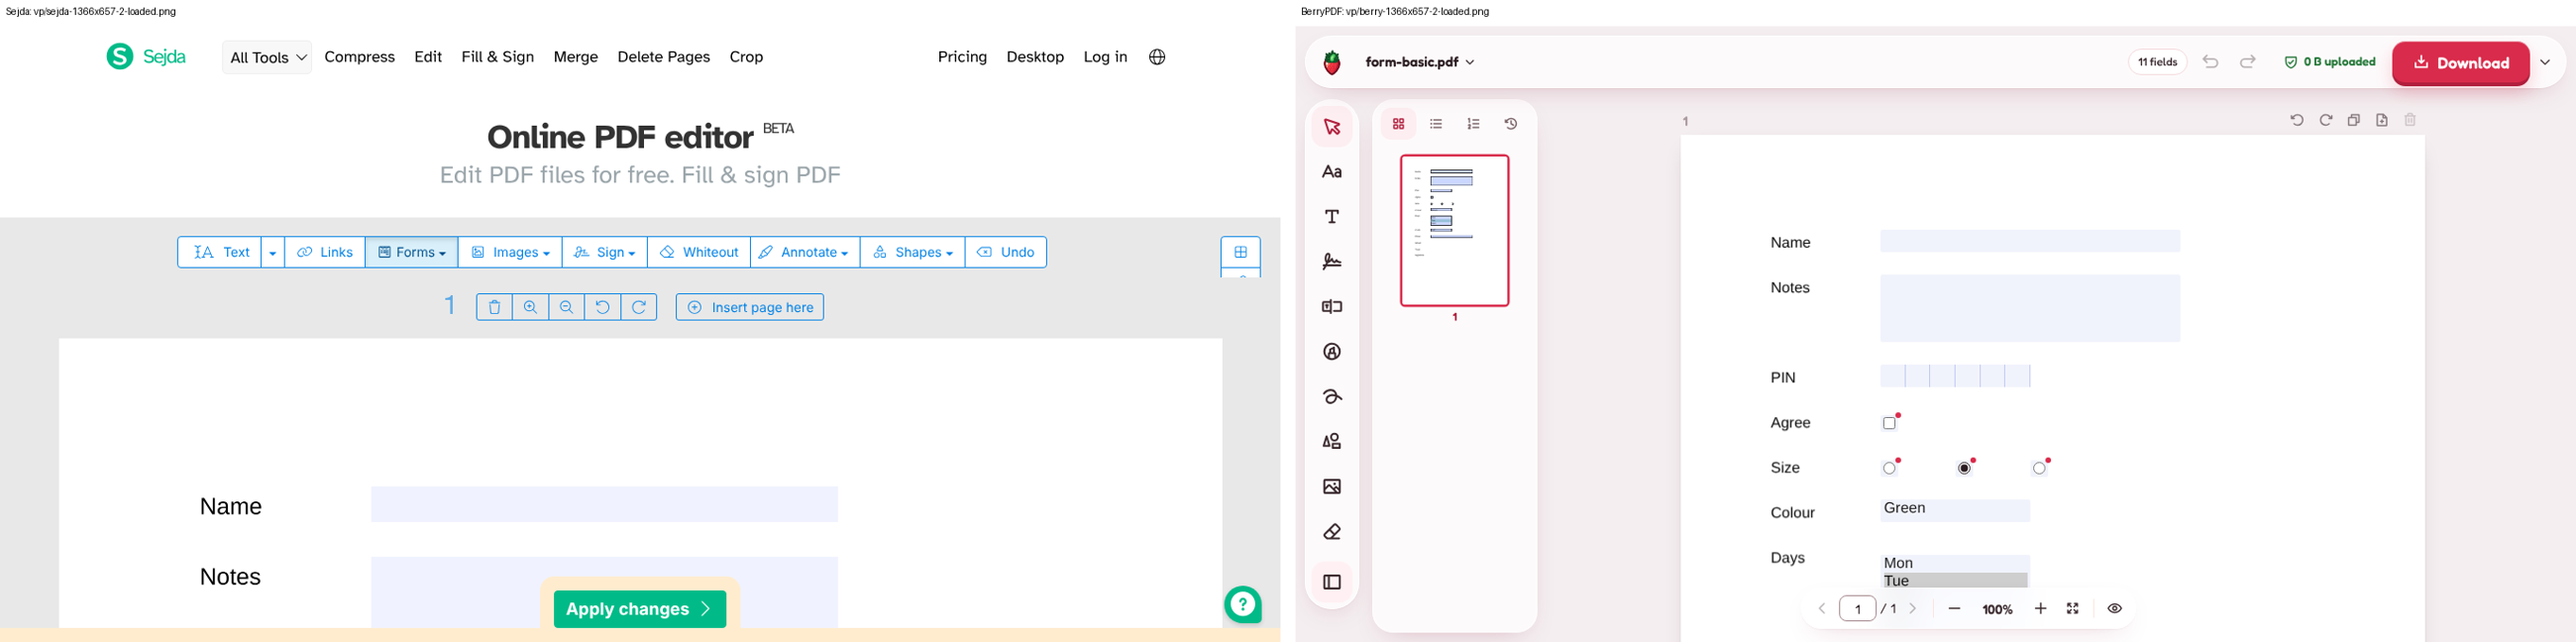 Sejda: vp/sejda-1366x657-2-loaded.png
S Sejda All Tools Compress Edit Fill & Sign Merge Delete Pages Crop Pricing Desktop Log in
Online PDF editor BETA
Edit PDF files for free. Fill & sign PDF
Text Links Forms Images Sign Whiteout Annotate Shapes Undo
1 Insert page here
Name
Notes
Apply changes
?
BerryPDF: vp/berry-1366x657-2-loaded.png
form-basic.pdf 11 fields 0 B uploaded Download
1
Aa
T
1
Name
Notes
PIN
Agree
Size
Colour Green
Days Mon
Tue
1 / 1 100%